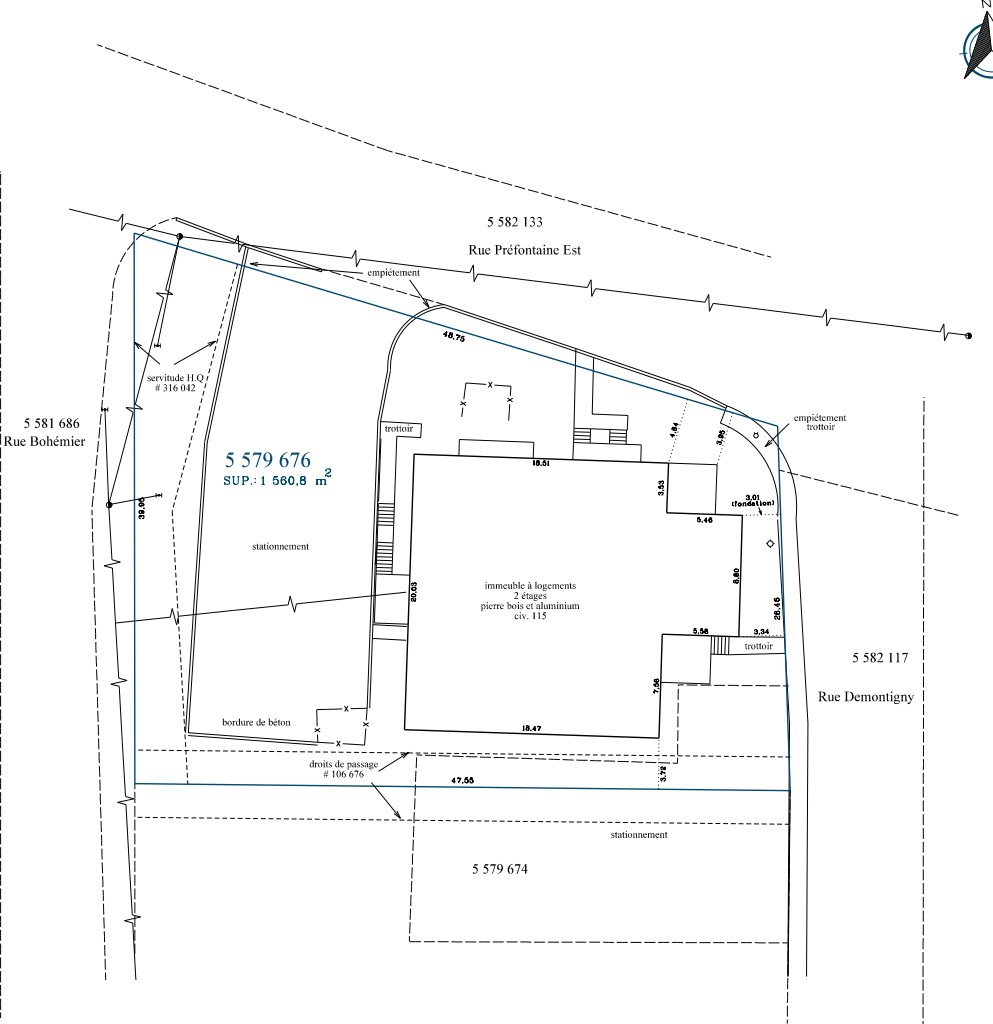 N
5 582 133
Rue Préfontaine Est
empiétement
48,75
servitude H.Q
# 316 042
5 581 686
Rue Bohémier
trottoir
empiétement
trottoir
4,64
3,95
5 579 676
SUP.: 1 560,8 m²
18,51
3,53
3,01
(fondation)
39,95
5,46
stationnement
20,03
immeuble à logements
2 étages
pierre bois et aluminium
civ. 115
8,80
26,45
5,58
3,34
trottoir
5 582 117
7,56
Rue Demontigny
bordure de béton
18,47
droits de passage
# 106 676
3,72
47,55
stationnement
5 579 674